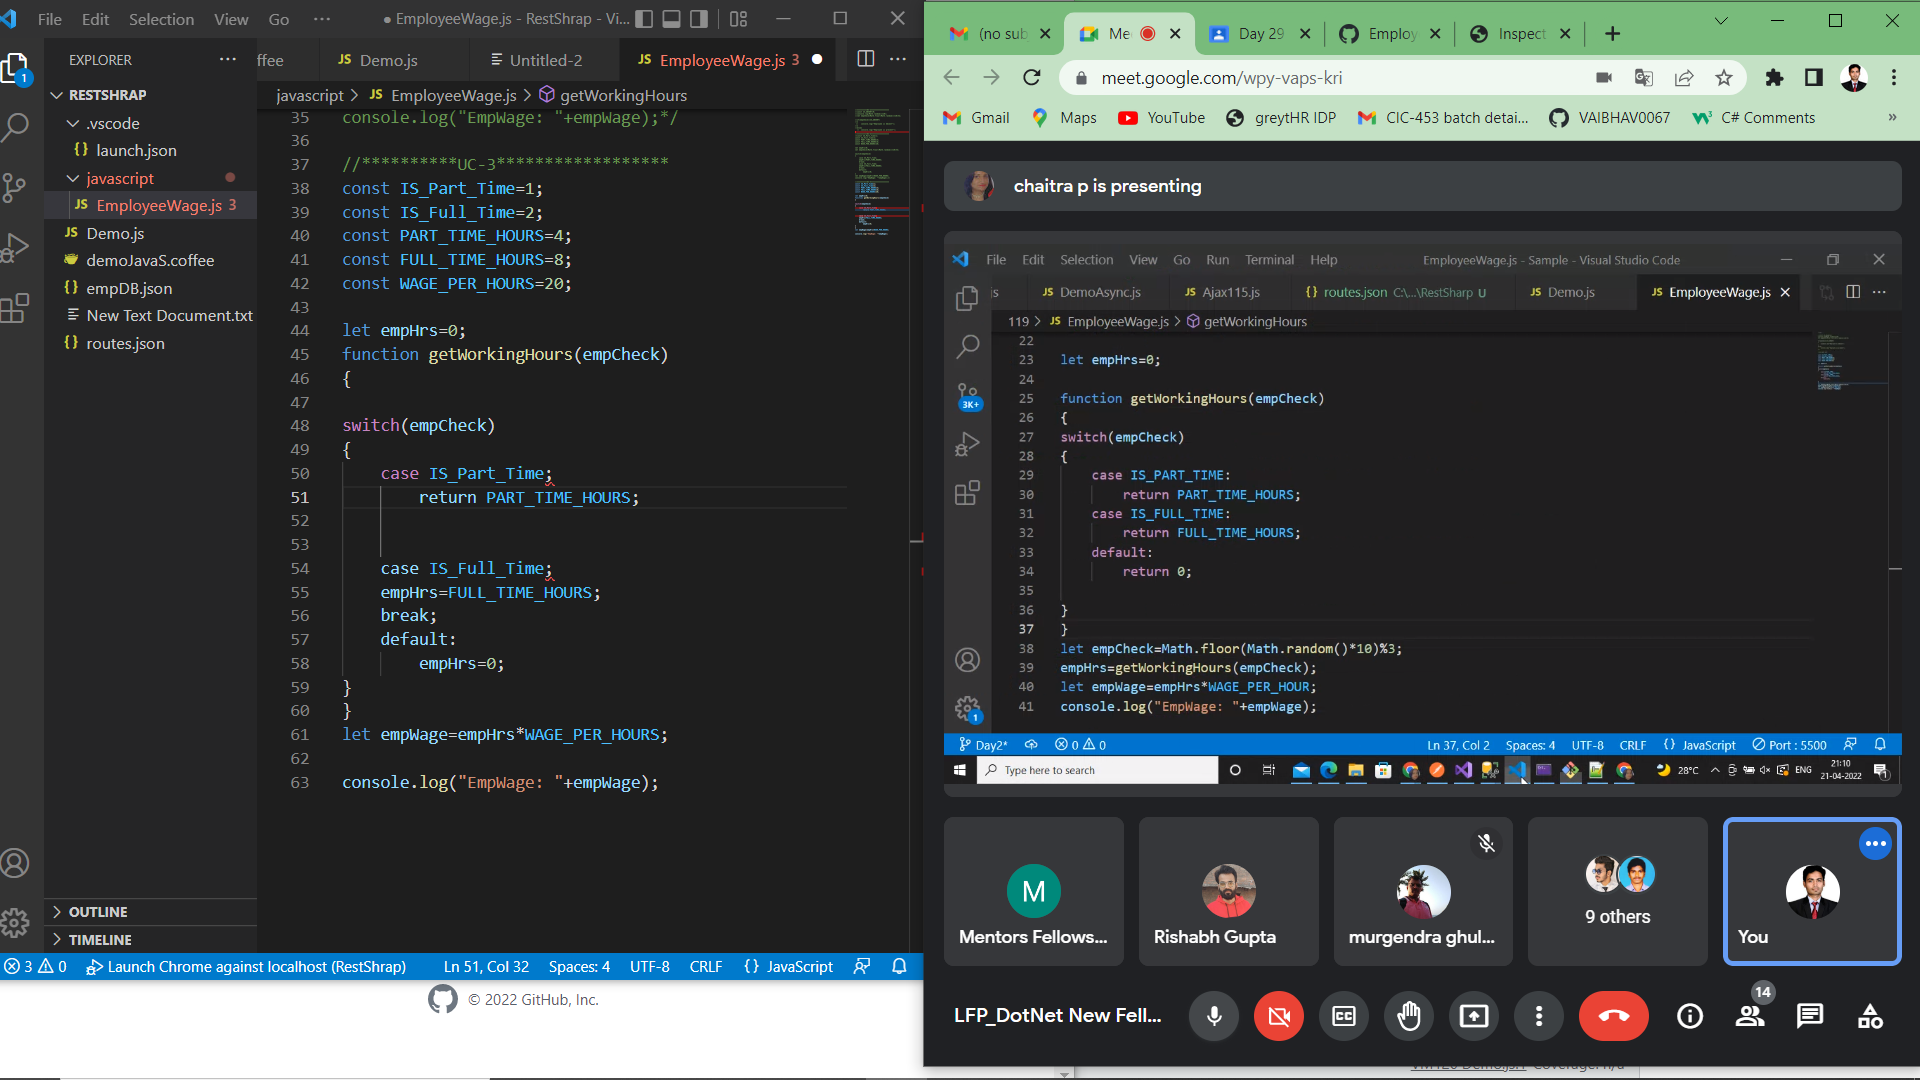 File Edit Selection View Go ··· ● EmployeeWage.js - RestShrap - Vi...
EXPLORER ···
RESTSHRAP
.vscode
{} launch.json
javascript
JS EmployeeWage.js 3
JS Demo.js
demoJavaS.coffee
{} empDB.json
New Text Document.txt
{} routes.json
OUTLINE
TIMELINE
1
ffee
JS Demo.js
Untitled-2
JS EmployeeWage.js 3 ●
javascript > JS EmployeeWage.js > getWorkingHours
35 console.log("EmpWage: "+empWage);*/
36
37 //**********UC-3******************
38 const IS_Part_Time=1;
39 const IS_Full_Time=2;
40 const PART_TIME_HOURS=4;
41 const FULL_TIME_HOURS=8;
42 const WAGE_PER_HOURS=20;
43
44 let empHrs=0;
45 function getWorkingHours(empCheck)
46 {
47
48 switch(empCheck)
49 {
50 case IS_Part_Time;
51 return PART_TIME_HOURS;
52
53
54 case IS_Full_Time;
55 empHrs=FULL_TIME_HOURS;
56 break;
57 default:
58 empHrs=0;
59 }
60 }
61 let empWage=empHrs*WAGE_PER_HOURS;
62
63 console.log("EmpWage: "+empWage);
3 0 Launch Chrome against localhost (RestShrap) Ln 51, Col 32 Spaces: 4 UTF-8 CRLF {} JavaScript
© 2022 GitHub, Inc.
(no sub
Me
Day 29
Employ
Inspect
meet.google.com/wpy-vaps-kri
Gmail Maps YouTube greytHR IDP CIC-453 batch detai... VAIBHAV0067 C# Comments »
chaitra p is presenting
File Edit Selection View Go Run Terminal Help EmployeeWage.js - Sample - Visual Studio Code
js JS DemoAsync.js JS Ajax115.js {} routes.json C:\...\RestSharp U JS Demo.js JS EmployeeWage.js
119 > JS EmployeeWage.js > getWorkingHours
3K+
22
23 let empHrs=0;
24
25 function getWorkingHours(empCheck)
26 {
27 switch(empCheck)
28 {
29 case IS_PART_TIME:
30 return PART_TIME_HOURS;
31 case IS_FULL_TIME:
32 return FULL_TIME_HOURS;
33 default:
34 return 0;
35
36 }
37 }
38 let empCheck=Math.floor(Math.random()*10)%3;
39 empHrs=getWorkingHours(empCheck);
40 let empWage=empHrs*WAGE_PER_HOUR;
41 console.log("EmpWage: "+empWage);
1
Day2* 0 0 Ln 37, Col 2 Spaces: 4 UTF-8 CRLF {} JavaScript Port : 5500
Type here to search 28°C ENG 21:10
21-04-2022
M
Mentors Fellows...
Rishabh Gupta
murgendra ghul...
9 others
You
LFP_DotNet New Fell...
14